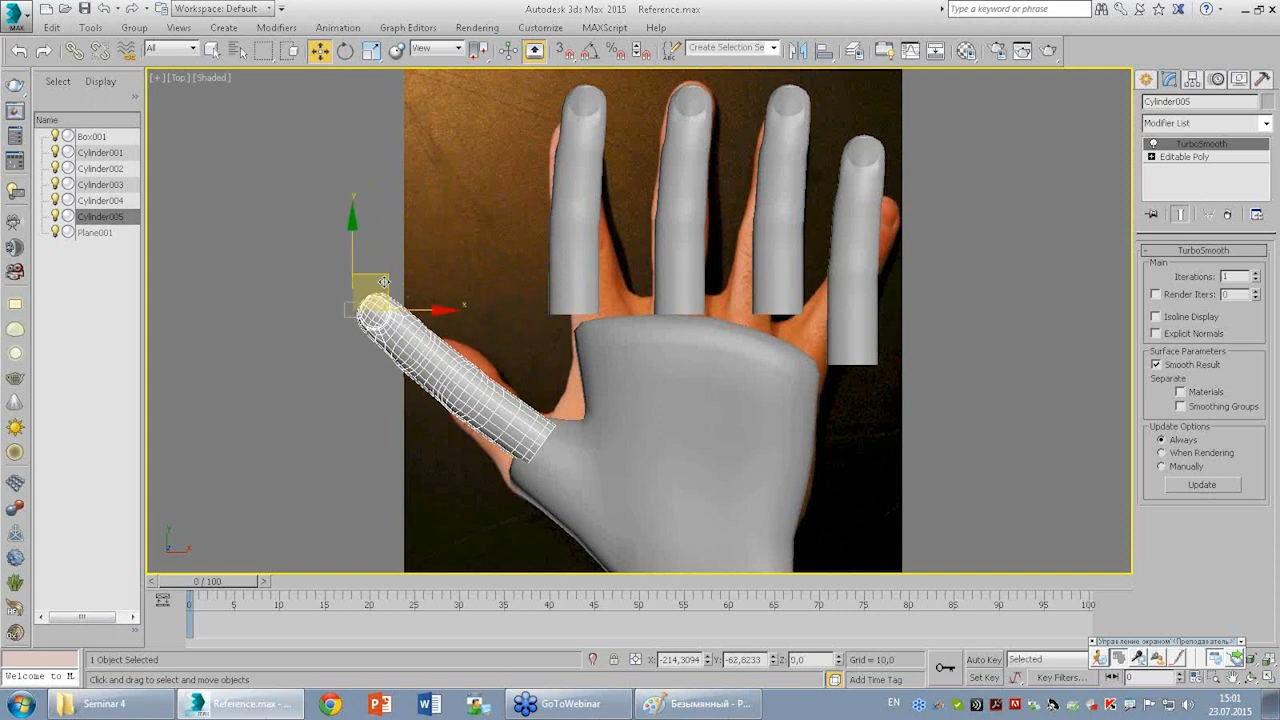 MAX
Workspace: Default
Autodesk 3ds Max 2015 Reference.max
Type a keyword or phrase
Edit Tools Group Views Create Modifiers Animation Graph Editors Rendering Customize MAXScript Help
All View Create Selection Se
Select Display
[+] [Top] [Shaded]
Name
Box001
Cylinder001
Cylinder002
Cylinder003
Cylinder004
Cylinder005
Plane001
y
x
y
z
x
Cylinder005
Modifier List
TurboSmooth
Editable Poly
TurboSmooth
Main
Iterations: 1
Render Iters: 0
Isoline Display
Explicit Normals
Surface Parameters
Smooth Result
Separate
Materials
Smoothing Groups
Update Options
Always
When Rendering
Manually
Update
0 / 100
0 5 10 15 20 25 30 35 40 45 50 55 60 65 70 75 80 85 90 95 100
Управление экраном"(Преподаватель"
1 Object Selected X: -214,3094 Y: -62,8233 Z: 0,0 Grid = 10,0 Auto Key Selected
Welcome to M Click and drag to select and move objects Add Time Tag Set Key Key Filters... 0
Seminar 4 Reference.max - ... GoToWebinar Безымянный - P... EN 15:01
23.07.2015